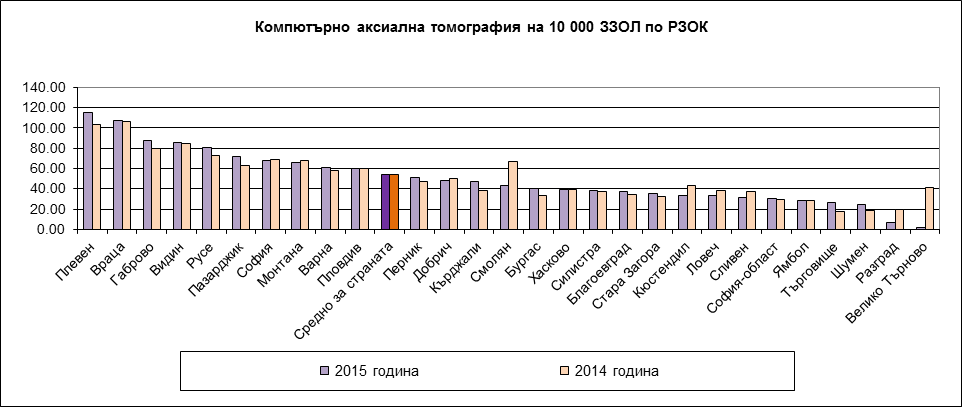 Компютърно аксиална томография на 10 000 ЗЗОЛ по РЗОК
140.00
120.00
100.00
80.00
60.00
40.00
20.00
0.00
Плевен
Враца
Габрово
Видин
Русе
Пазарджик
София
Монтана
Варна
Пловдив
Средно за страната
Перник
Добрич
Кърджали
Смолян
Бургас
Хасково
Силистра
Благоевград
Стара Загора
Кюстендил
Ловеч
Сливен
София-област
Ямбол
Търговище
Шумен
Разград
Велико Търново
2015 година
2014 година